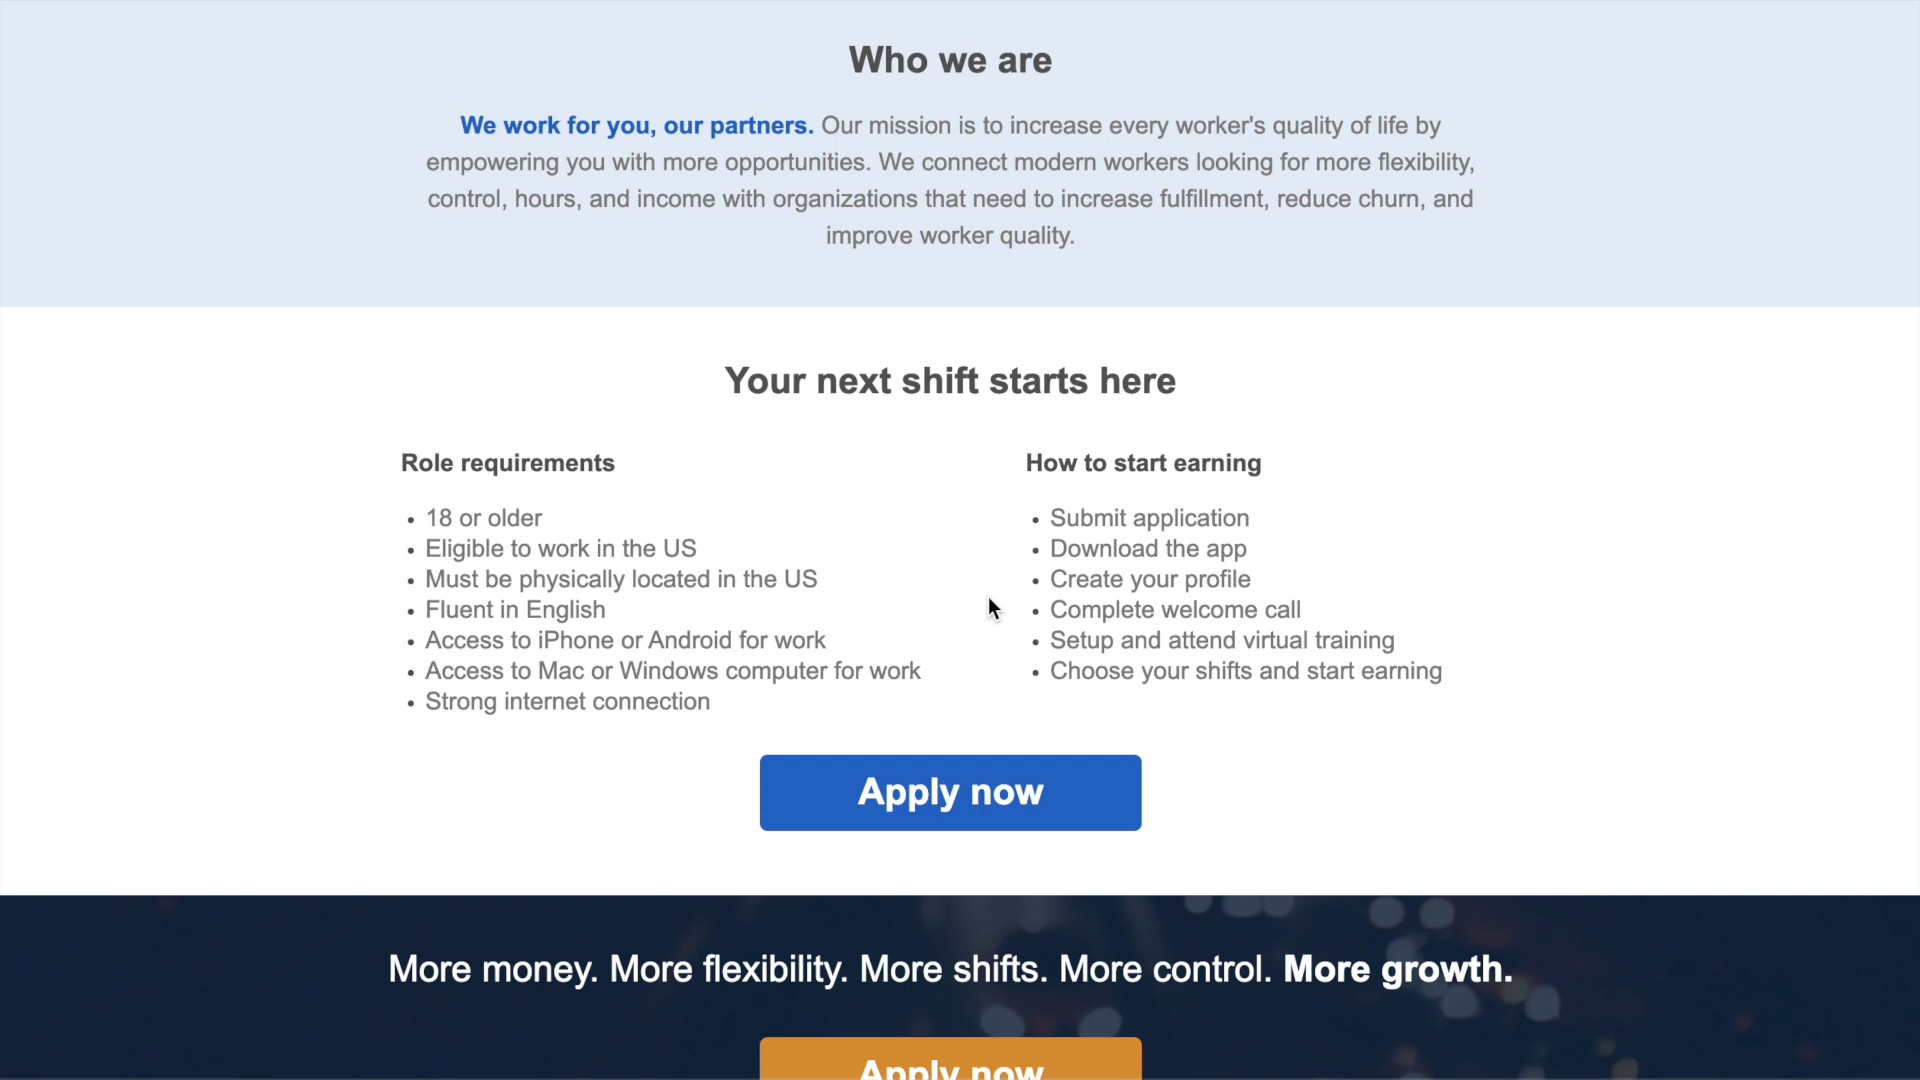 Who we are
We work for you, our partners. Our mission is to increase every worker's quality of life by
empowering you with more opportunities. We connect modern workers looking for more flexibility,
control, hours, and income with organizations that need to increase fulfillment, reduce churn, and
improve worker quality.
Your next shift starts here
Role requirements
• 18 or older
• Eligible to work in the US
• Must be physically located in the US
• Fluent in English
• Access to iPhone or Android for work
• Access to Mac or Windows computer for work
• Strong internet connection
How to start earning
• Submit application
• Download the app
• Create your profile
• Complete welcome call
• Setup and attend virtual training
• Choose your shifts and start earning
Apply now
More money. More flexibility. More shifts. More control. More growth.
Apply now